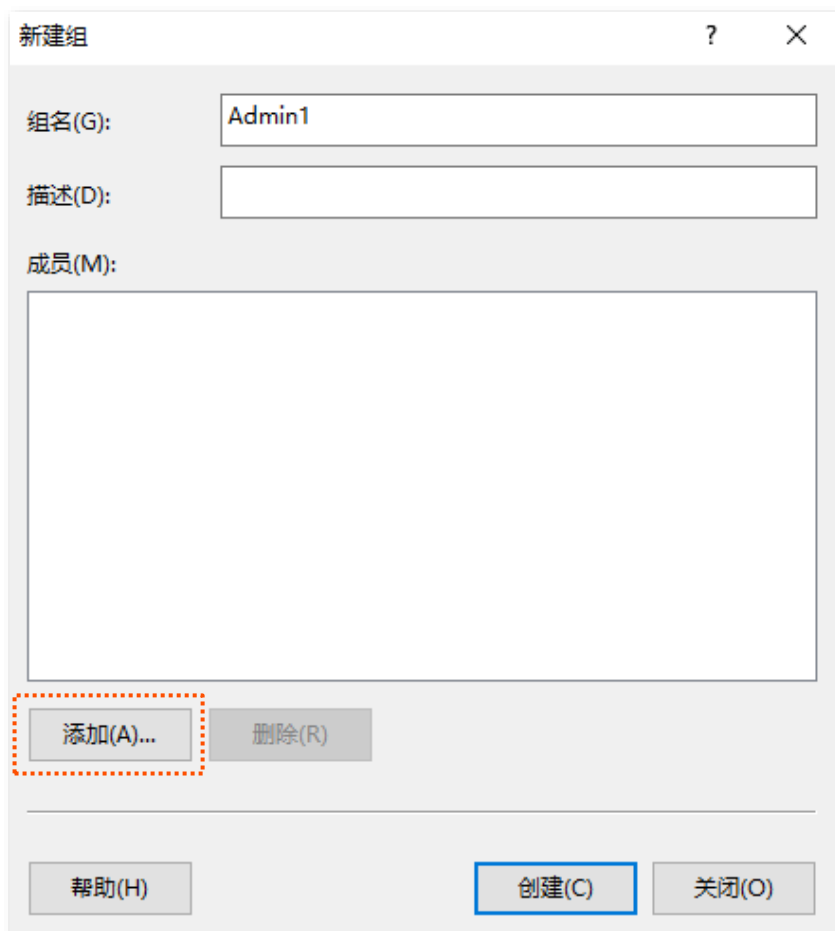 新建组
?
组名(G):
Admin1
描述(D):
成员(M):
添加(A)...
删除(R)
帮助(H)
创建(C)
关闭(O)